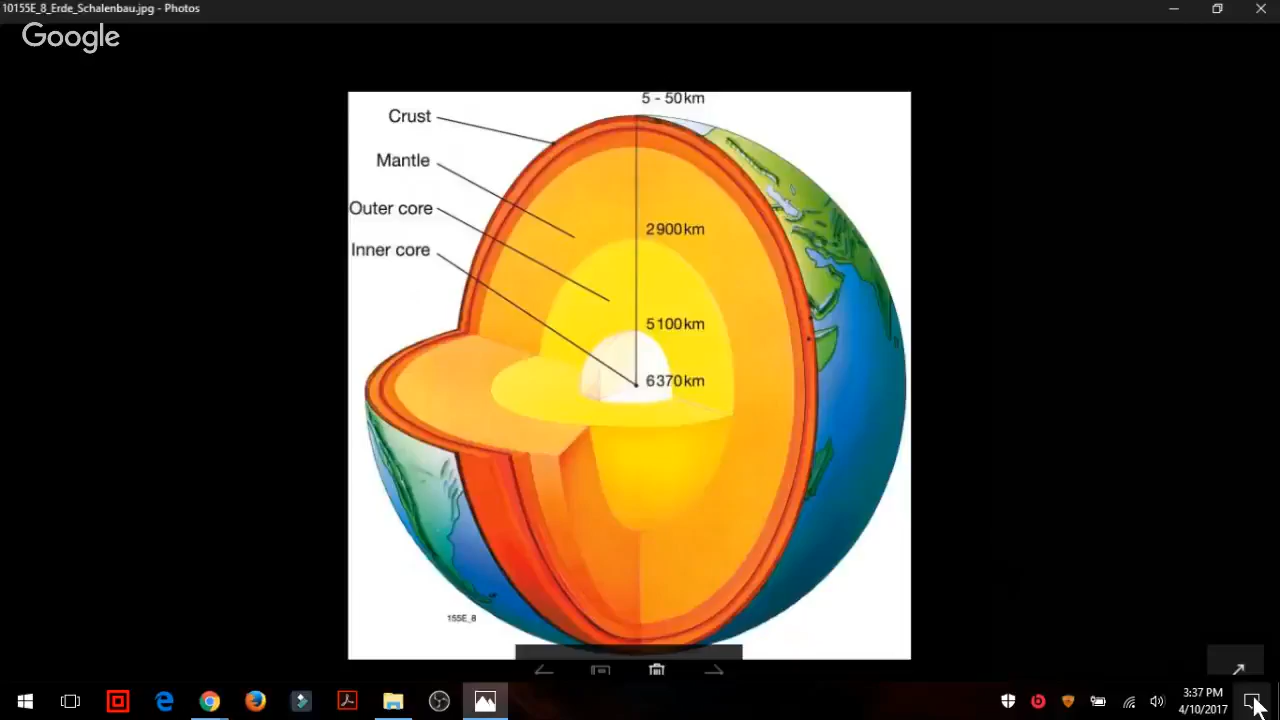 10155E_8_Erde_Schalenbau.jpg - Photos
Google
5 - 50km
Crust
Mantle
Outer core
2900km
Inner core
5100km
6370km
155E_8
3:37 PM
4/10/2017